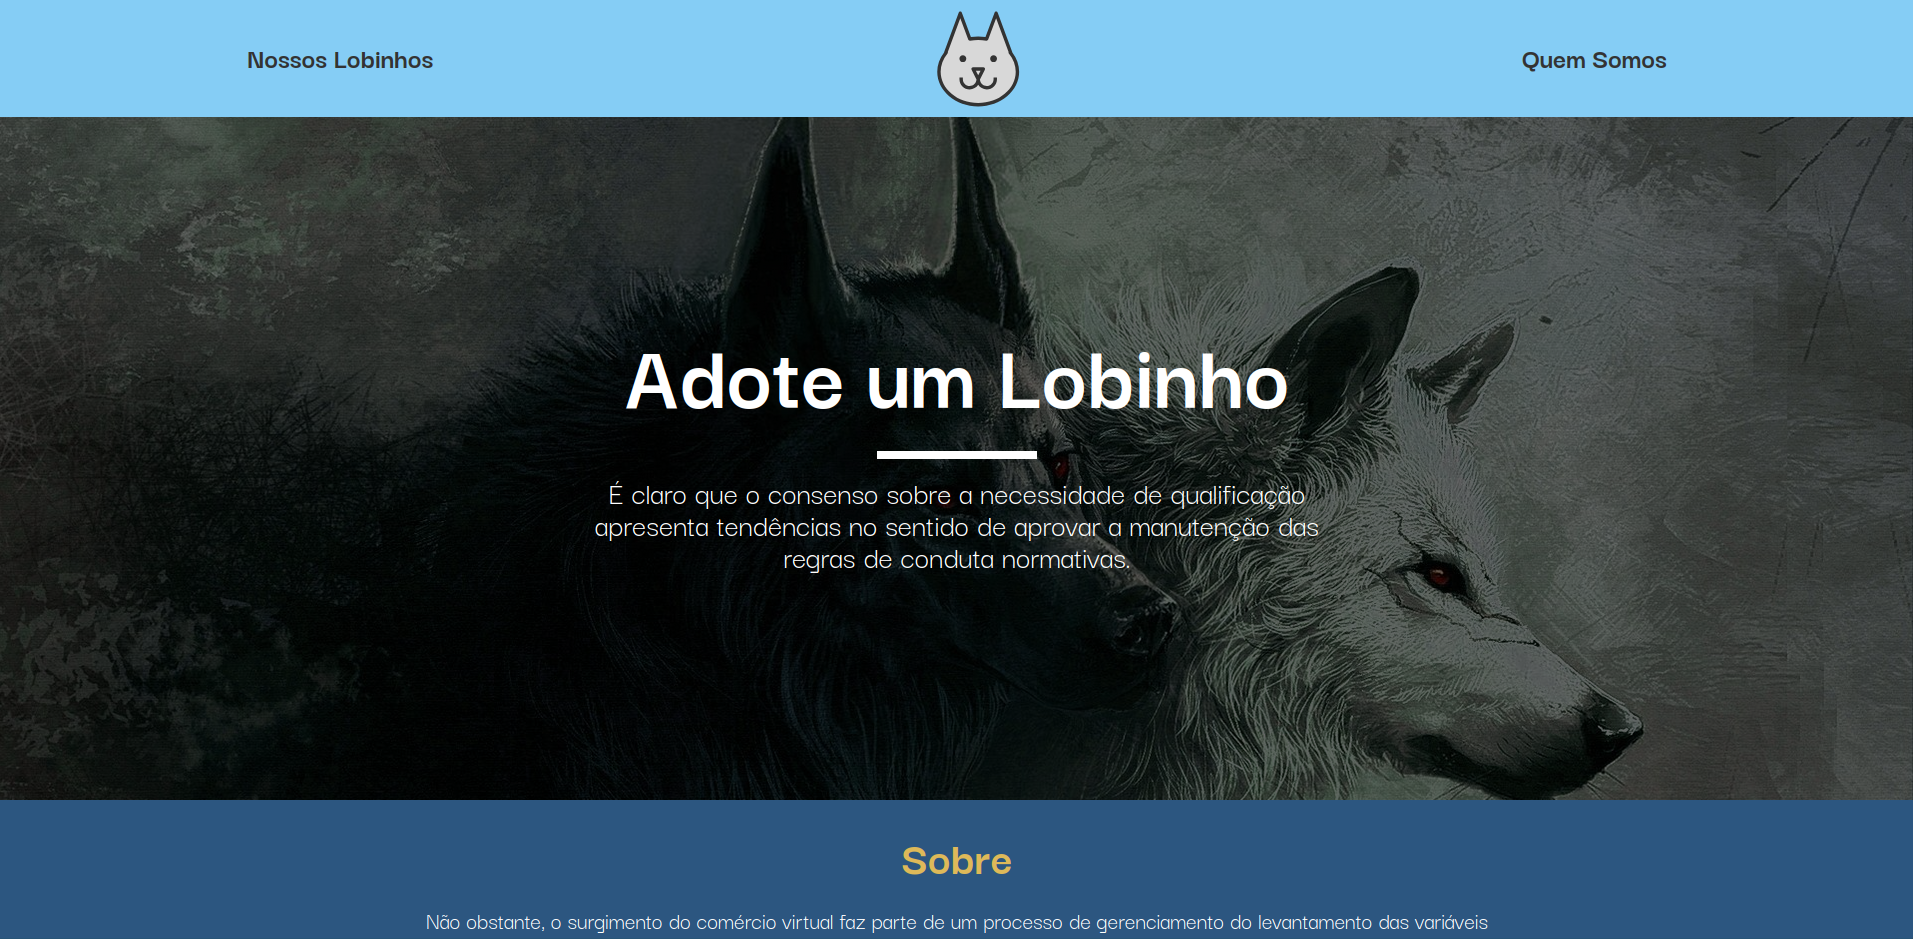 Nossos Lobinhos
Quem Somos
Adote um Lobinho
É claro que o consenso sobre a necessidade de qualificação
apresenta tendências no sentido de aprovar a manutenção das
regras de conduta normativas.
Sobre
Não obstante, o surgimento do comércio virtual faz parte de um processo de gerenciamento do levantamento das variáveis